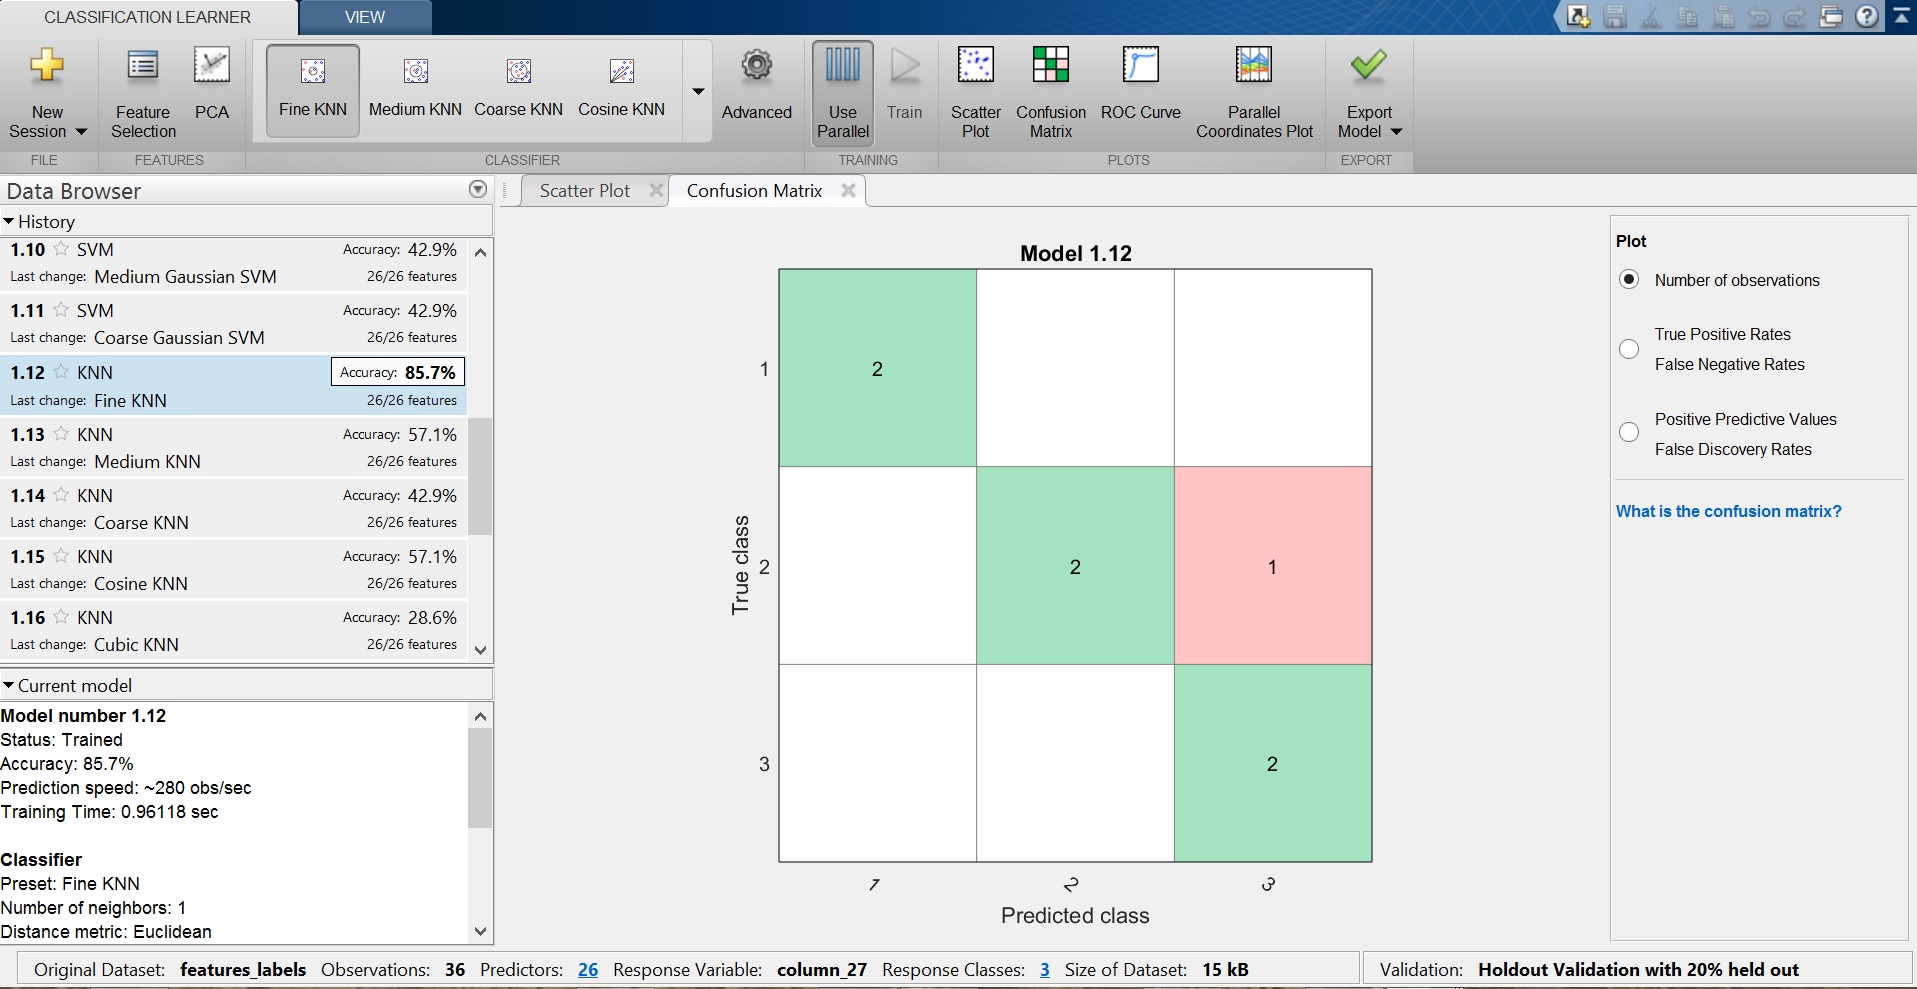 CLASSIFICATION LEARNER
VIEW
New Session
Feature Selection
PCA
Fine KNN
Medium KNN
Coarse KNN
Cosine KNN
Advanced
Use Parallel
Train
Scatter Plot
Confusion Matrix
ROC Curve
Parallel Coordinates Plot
Export Model
FILE
FEATURES
CLASSIFIER
TRAINING
PLOTS
EXPORT
Data Browser
History
1.10 SVM Accuracy: 42.9%
Last change: Medium Gaussian SVM 26/26 features
1.11 SVM Accuracy: 42.9%
Last change: Coarse Gaussian SVM 26/26 features
1.12 KNN Accuracy: 85.7%
Last change: Fine KNN 26/26 features
1.13 KNN Accuracy: 57.1%
Last change: Medium KNN 26/26 features
1.14 KNN Accuracy: 42.9%
Last change: Coarse KNN 26/26 features
1.15 KNN Accuracy: 57.1%
Last change: Cosine KNN 26/26 features
1.16 KNN Accuracy: 28.6%
Last change: Cubic KNN 26/26 features
Current model
Model number 1.12
Status: Trained
Accuracy: 85.7%
Prediction speed: ~280 obs/sec
Training Time: 0.96118 sec
Classifier
Preset: Fine KNN
Number of neighbors: 1
Distance metric: Euclidean
Scatter Plot
Confusion Matrix
Model 1.12
True class
1 2
2 2 1
3 2
1 2 3
Predicted class
Plot
Number of observations
True Positive Rates
False Negative Rates
Positive Predictive Values
False Discovery Rates
What is the confusion matrix?
Original Dataset: features_labels Observations: 36 Predictors: 26 Response Variable: column_27 Response Classes: 3 Size of Dataset: 15 kB
Validation: Holdout Validation with 20% held out